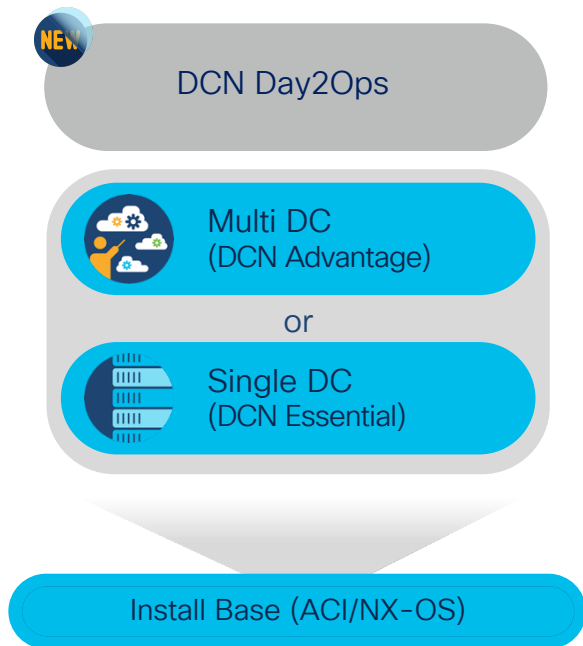 NEW
DCN Day2Ops
Multi DC
(DCN Advantage)
or
Single DC
(DCN Essential)
Install Base (ACI/NX-OS)